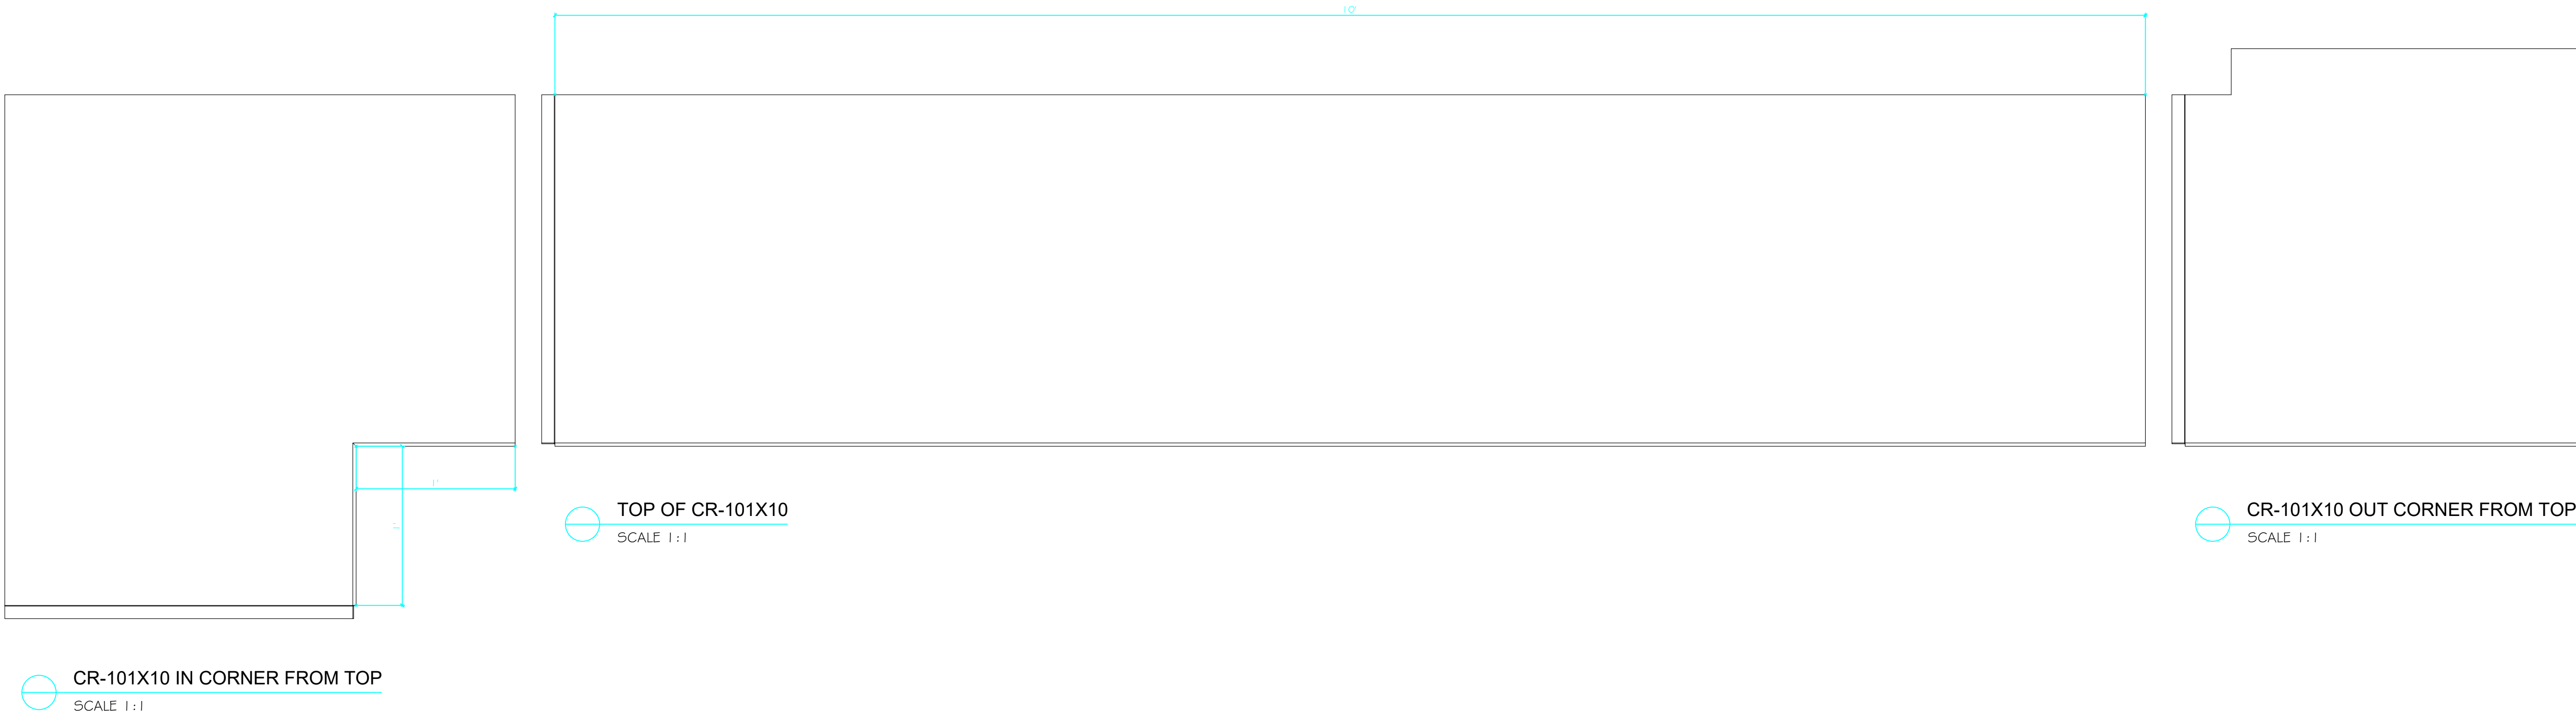 10'
1'
1'
TOP OF CR-101X10
SCALE 1:1
CR-101X10 OUT CORNER FROM TOP
SCALE 1:1
CR-101X10 IN CORNER FROM TOP
SCALE 1:1